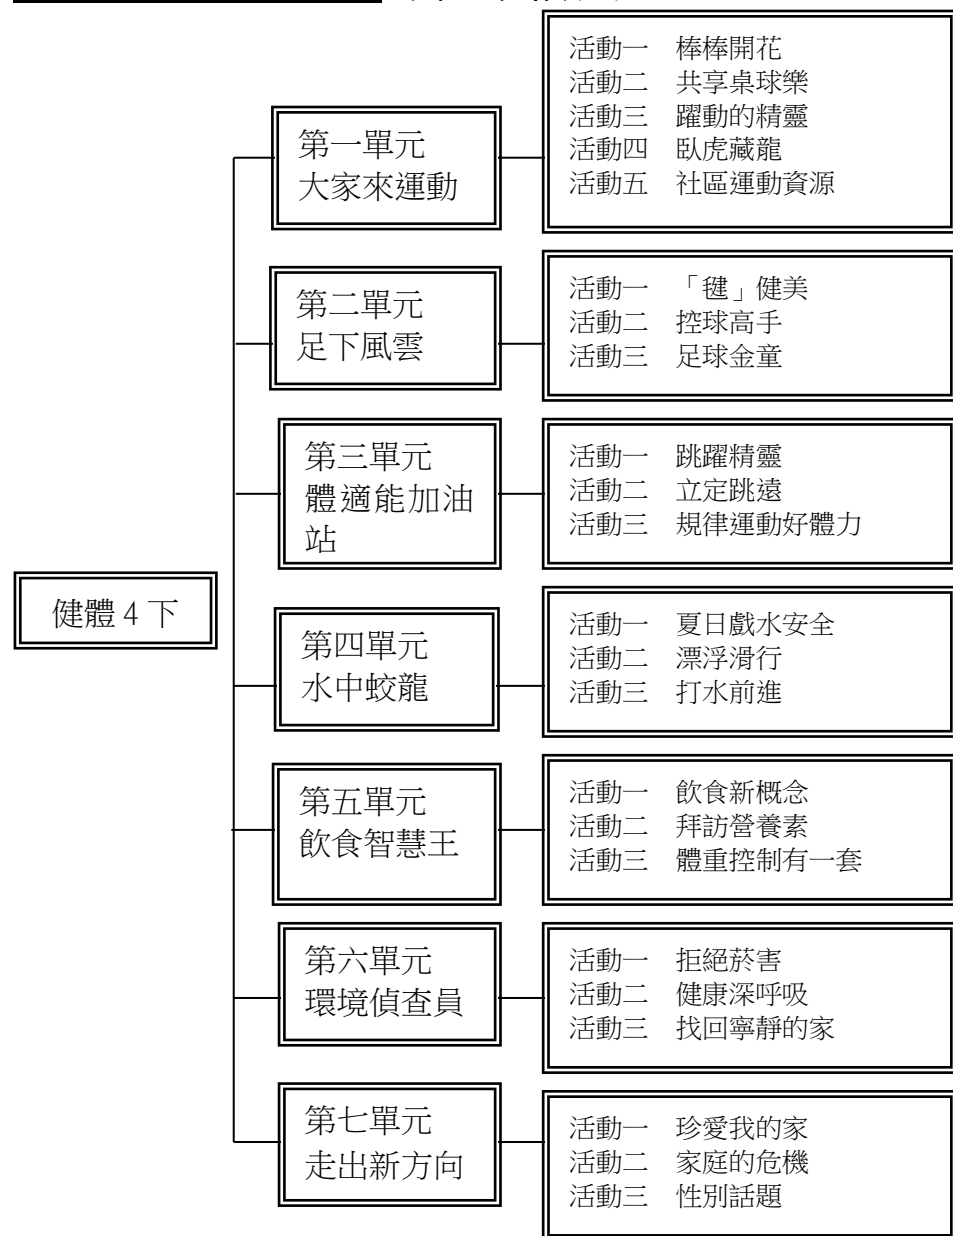 健體4下
第一單元
大家來運動
活動一　棒棒開花
活動二　共享桌球樂
活動三　躍動的精靈
活動四　臥虎藏龍
活動五　社區運動資源
第二單元
足下風雲
活動一　「毽」健美
活動二　控球高手
活動三　足球金童
第三單元
體適能加油
站
活動一　跳躍精靈
活動二　立定跳遠
活動三　規律運動好體力
第四單元
水中蛟龍
活動一　夏日戲水安全
活動二　漂浮滑行
活動三　打水前進
第五單元
飲食智慧王
活動一　飲食新概念
活動二　拜訪營養素
活動三　體重控制有一套
第六單元
環境偵查員
活動一　拒絕菸害
活動二　健康深呼吸
活動三　找回寧靜的家
第七單元
走出新方向
活動一　珍愛我的家
活動二　家庭的危機
活動三　性別話題